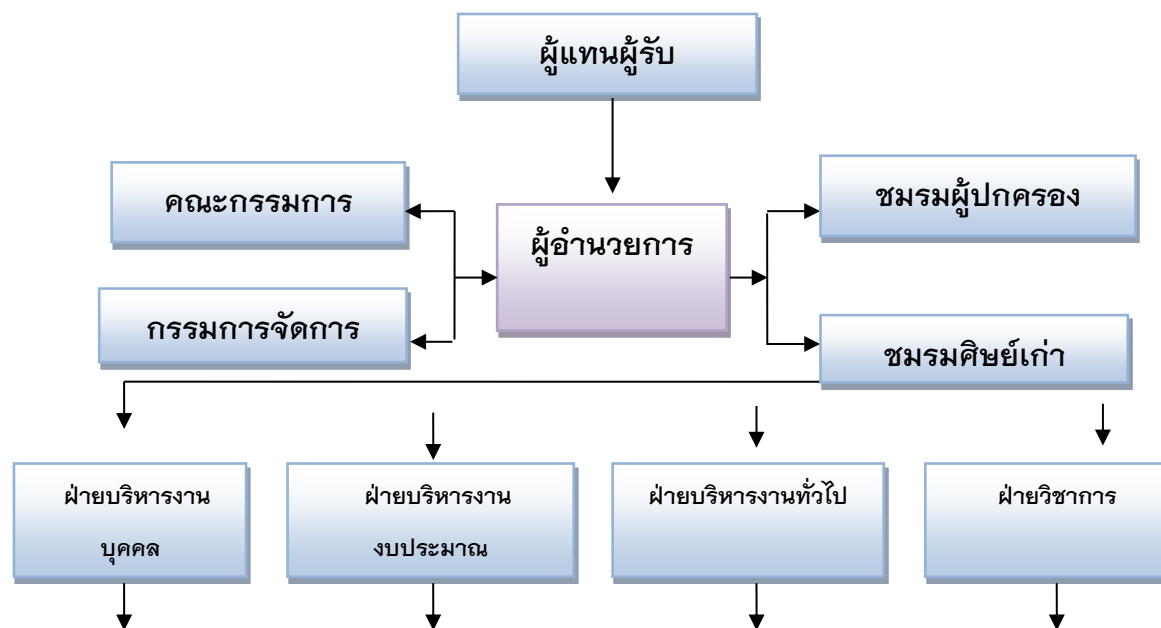 ผู้แทนผู้รับ
คณะกรรมการ
ชมรมผู้ปกครอง
ผู้อำนวยการ
กรรมการจัดการ
ชมรมศิษย์เก่า
ฝ่ายบริหารงาน
บุคคล
ฝ่ายบริหารงาน
งบประมาณ
ฝ่ายบริหารงานทั่วไป
ฝ่ายวิชาการ